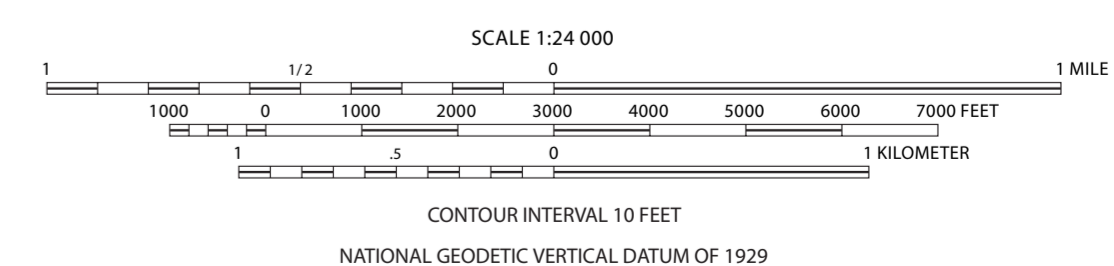 SCALE 1:24 000
1 1/2 0 1 MILE
1000 0 1000 2000 3000 4000 5000 6000 7000 FEET
1 .5 0 1 KILOMETER
CONTOUR INTERVAL 10 FEET
NATIONAL GEODETIC VERTICAL DATUM OF 1929